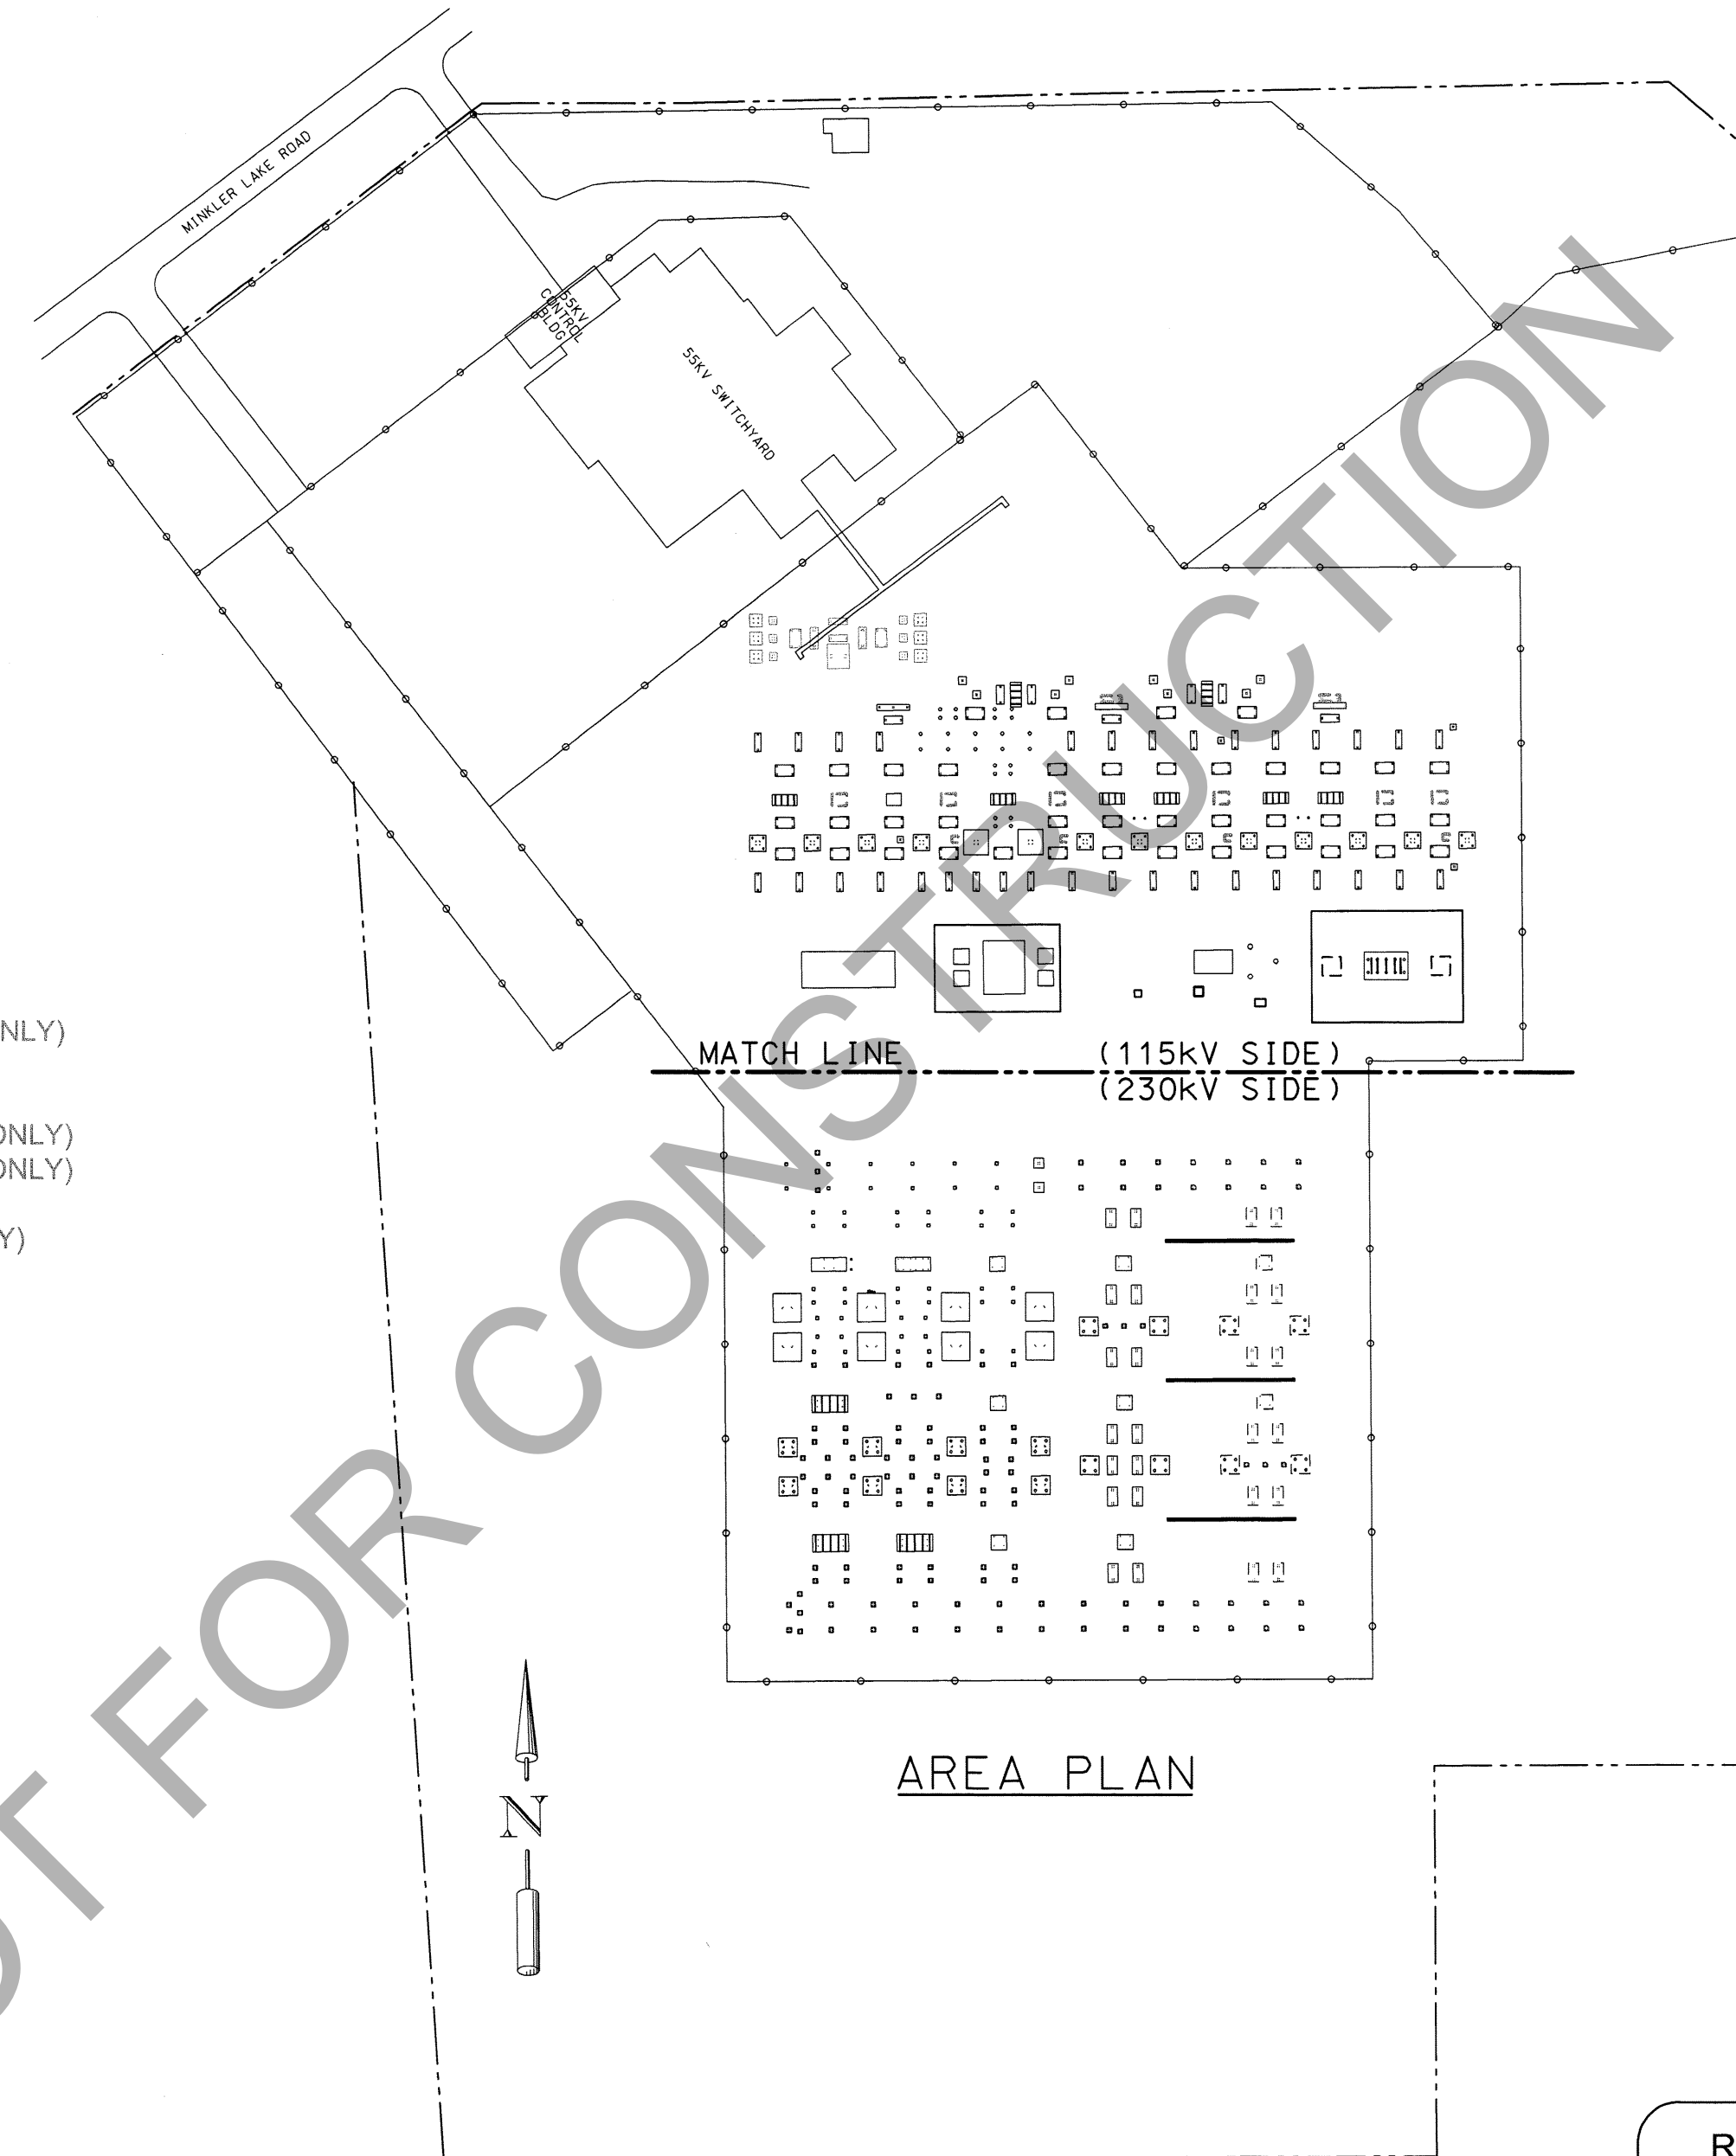 MINKLER LAKE ROAD
55KV
CONTROL
BLDG
55KV SWITCHYARD
NLY)
MATCH LINE (115kV SIDE)
(230kV SIDE)
ONLY)
ONLY)
Y)
AREA PLAN
N
R
OT FOR CONSTRUCTION